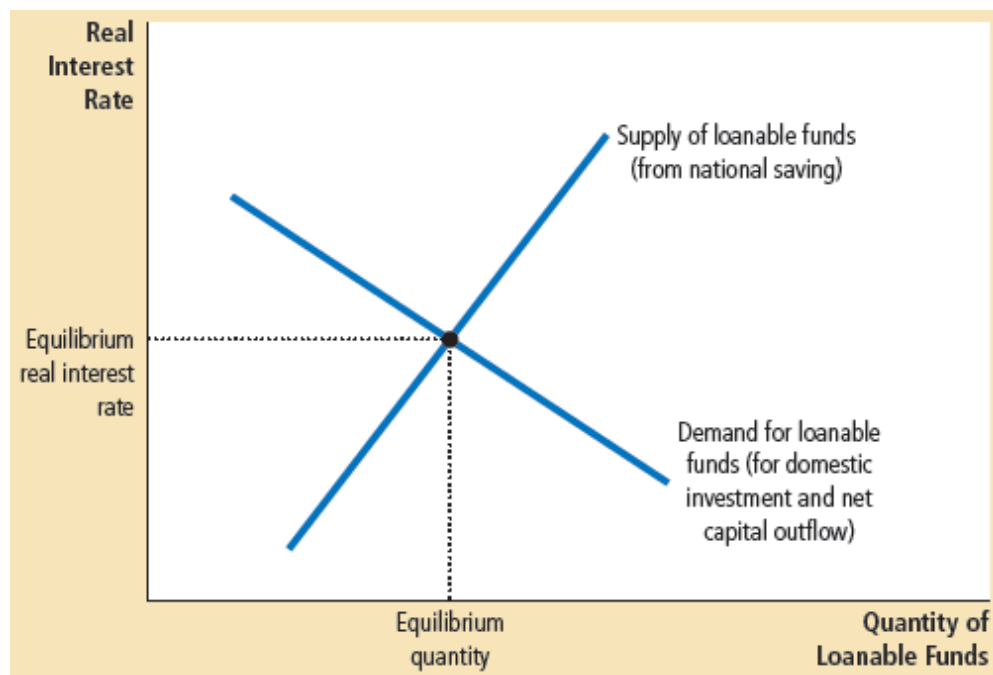 Real
Interest
Rate
Supply of loanable funds
(from national saving)
Equilibrium
real interest
rate
Demand for loanable
funds (for domestic
investment and net
capital outflow)
Equilibrium
quantity
Quantity of
Loanable Funds